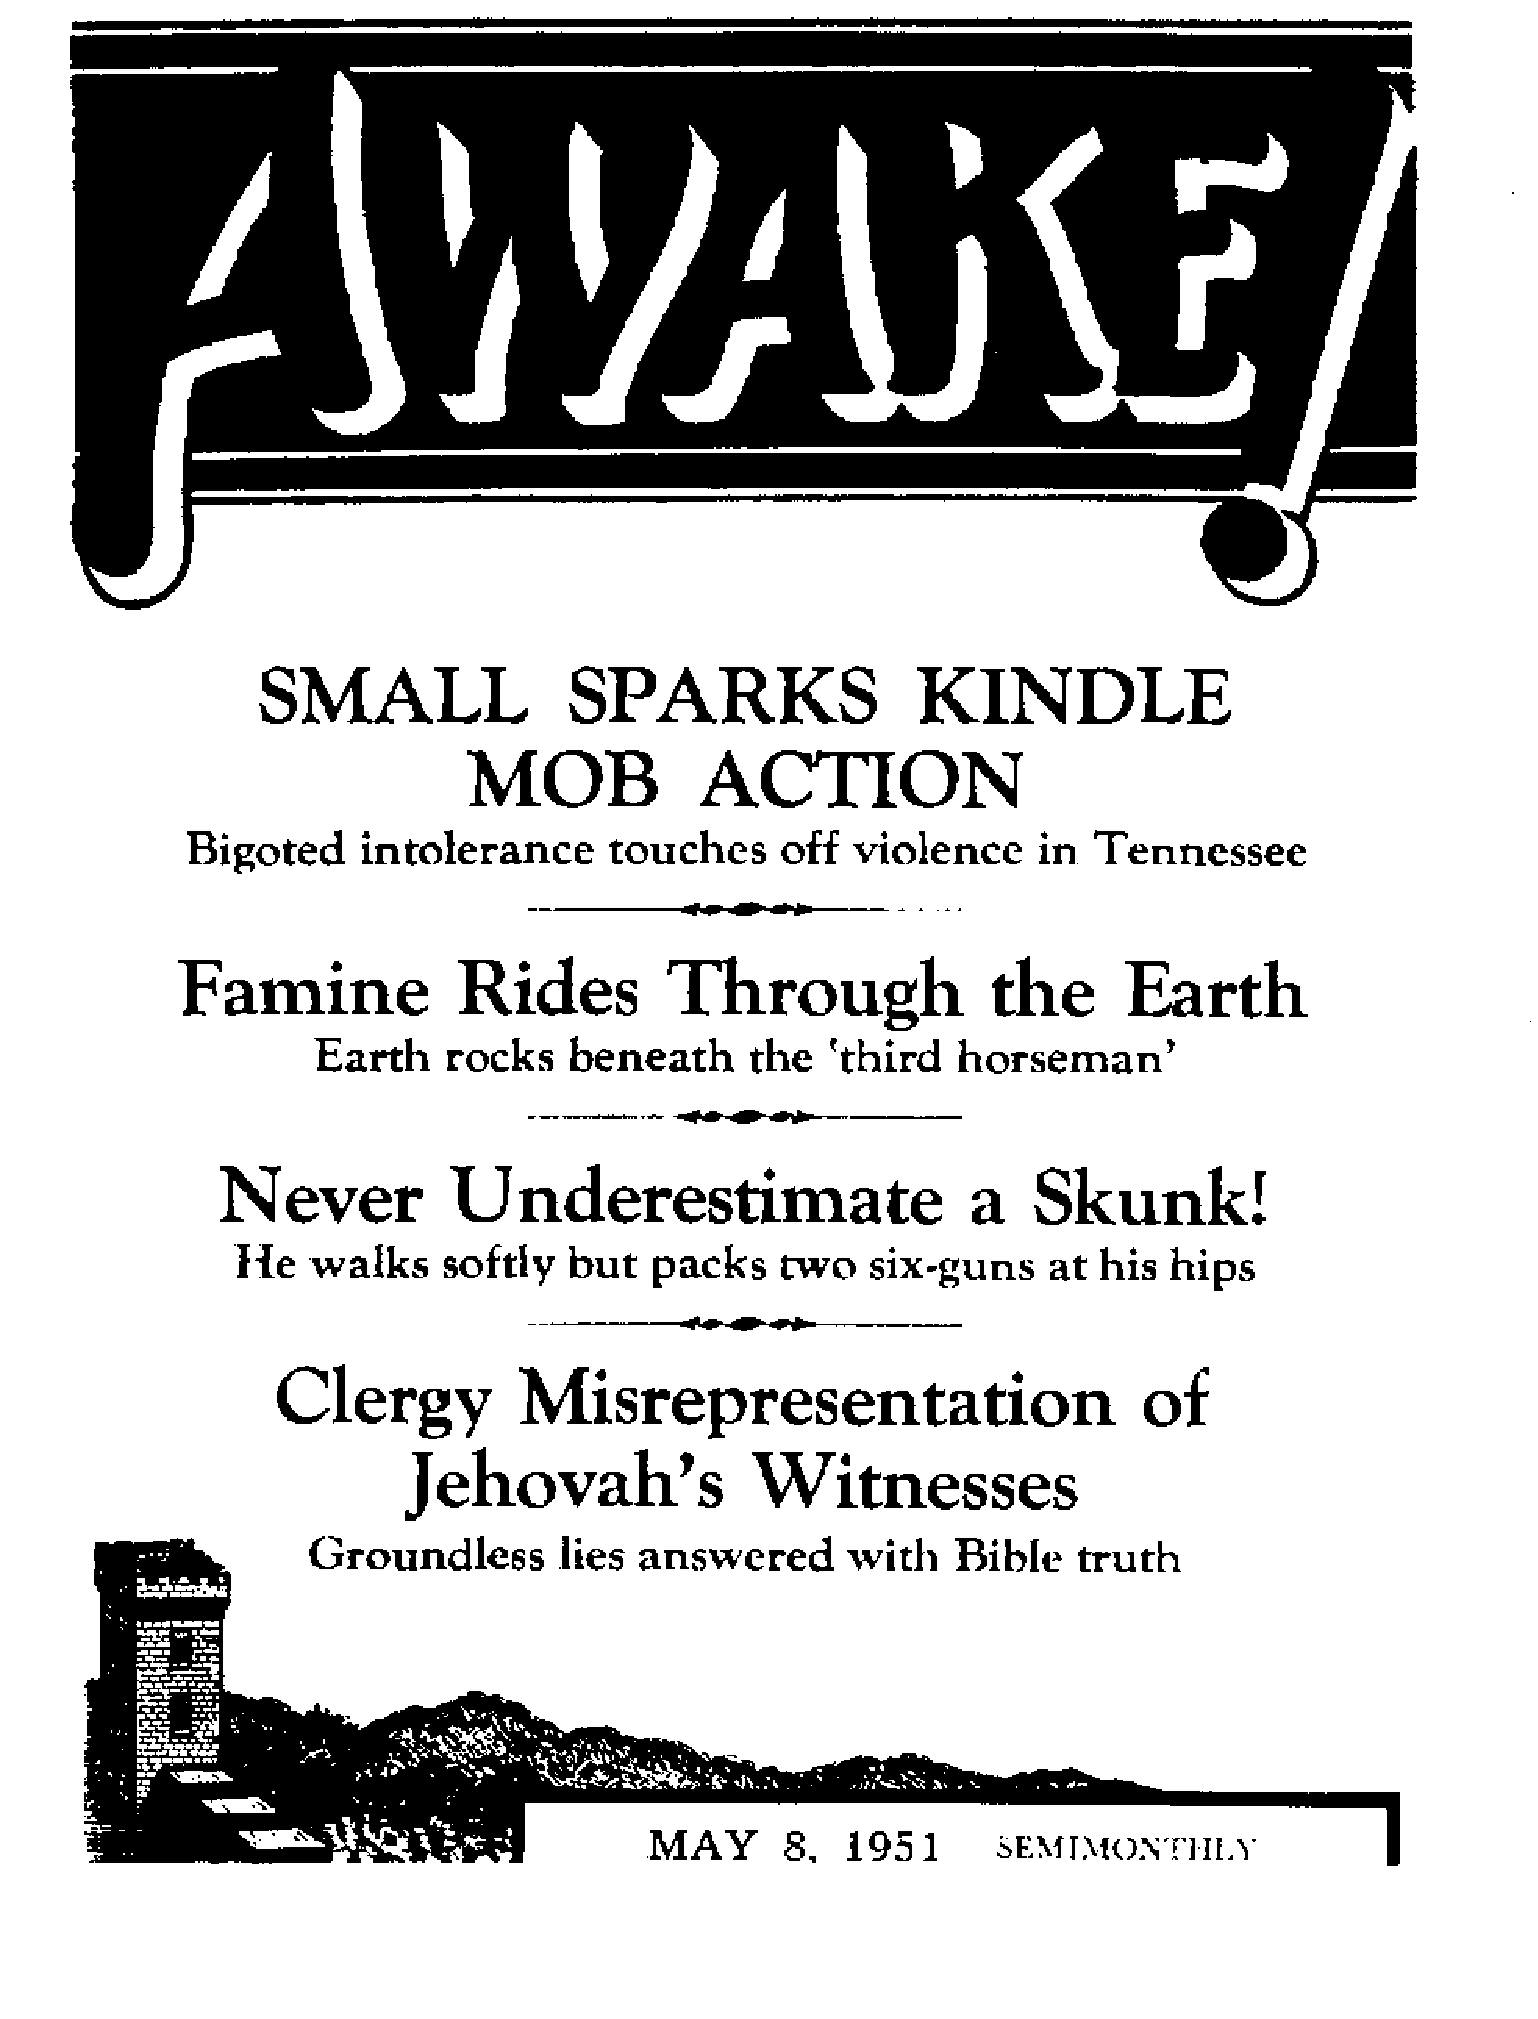 AWAKE!
SMALL SPARKS KINDLE
MOB ACTION
Bigoted intolerance touches off violence in Tennessee
Famine Rides Through the Earth
Earth rocks beneath the ‘third horseman’
Never Underestimate a Skunk!
He walks softly but packs two six-guns at his hips
Clergy Misrepresentation of
Jehovah’s Witnesses
Groundless lies answered with Bible truth
MAY 8, 1951 SEMIMONTHLY